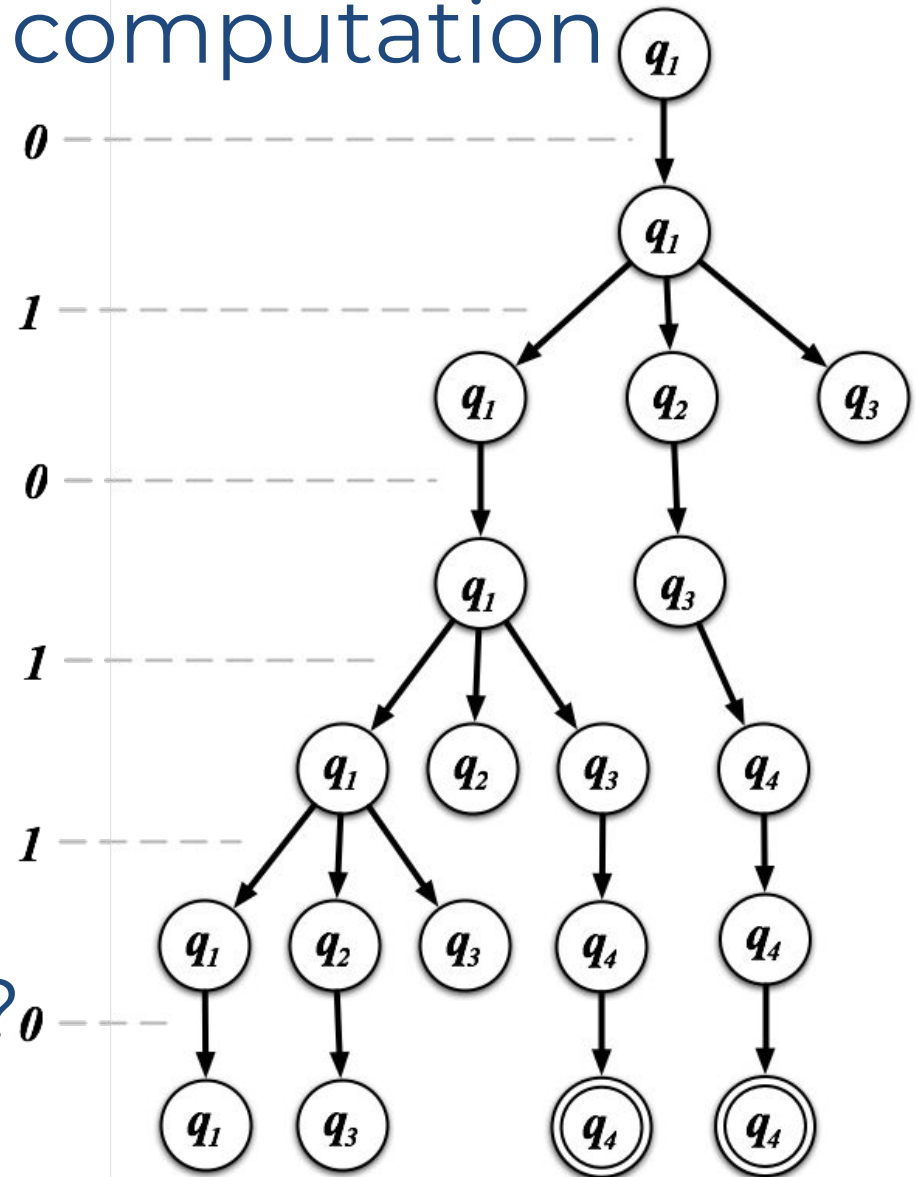 computation
q1
0
q1
1
q1 q2 q3
0
q1 q3
1
q1 q2 q3 q4
1
q1 q2 q3 q4 q4
? 0
q1 q3 q4 q4